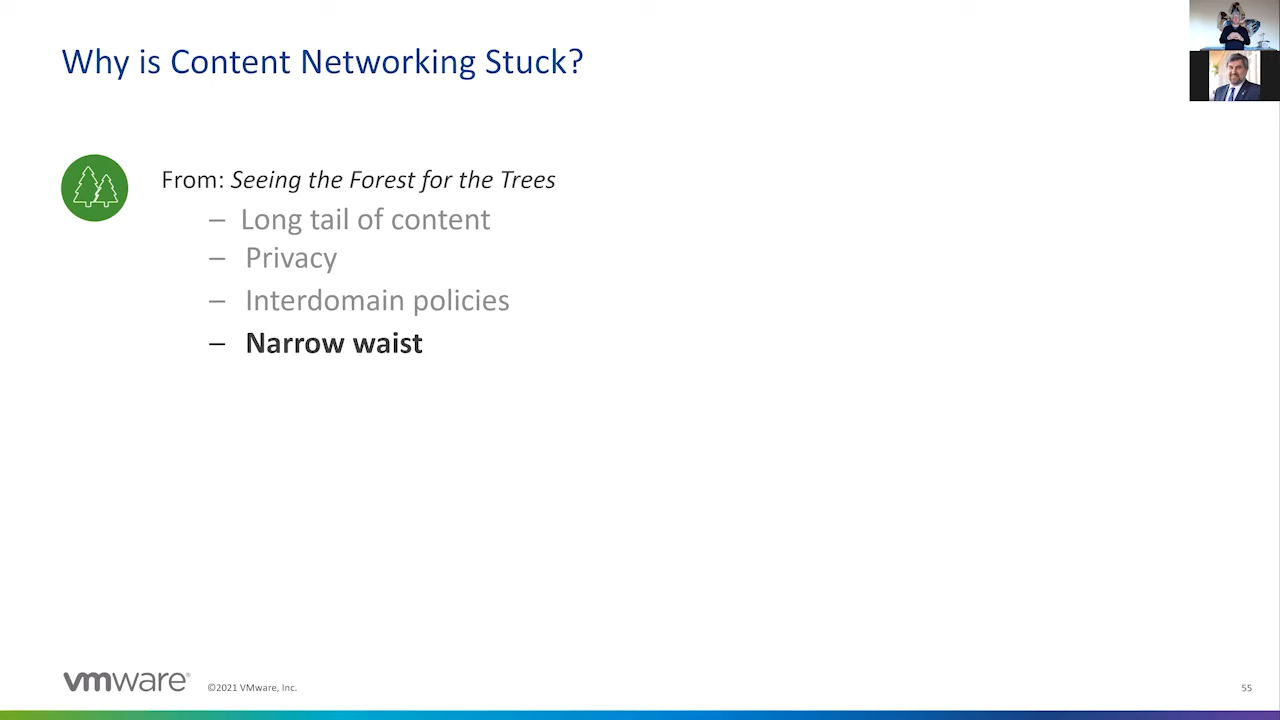 Why is Content Networking Stuck?
From: Seeing the Forest for the Trees
– Long tail of content
– Privacy
– Interdomain policies
– Narrow waist
vmware®
©2021 VMware, Inc.
55